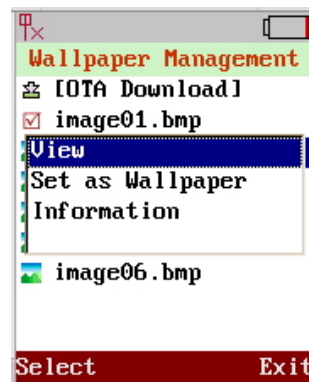 Wallpaper Management
[OTA Download]
image01.bmp
View
Set as Wallpaper
Information
image06.bmp
Select Exit